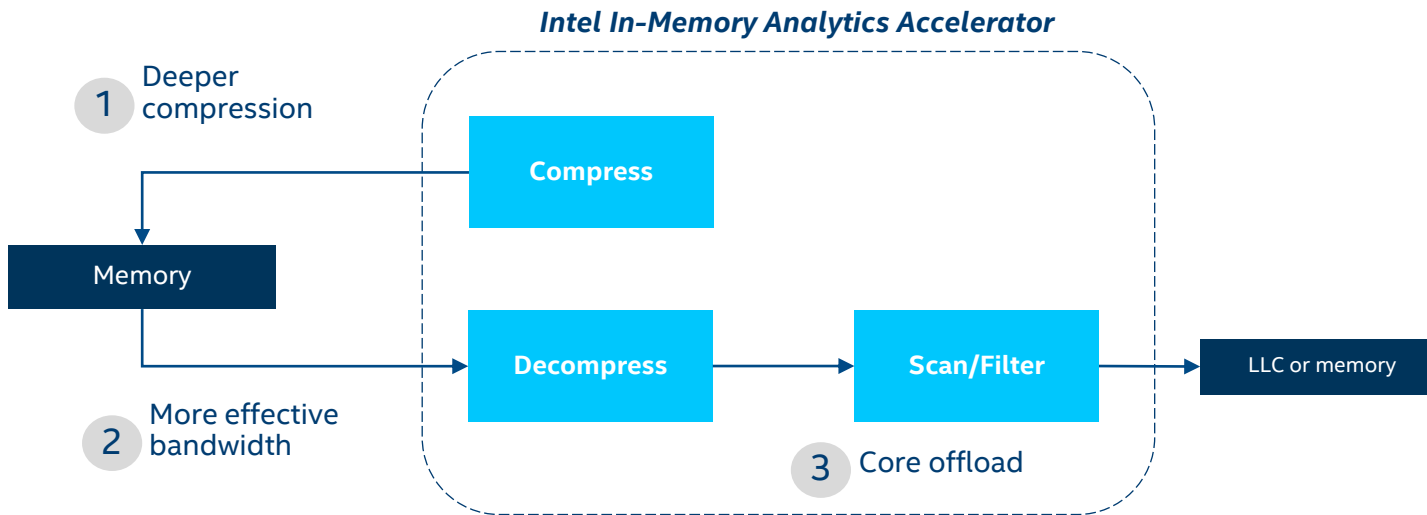 Intel In-Memory Analytics Accelerator
1
Deeper
compression
Compress
Memory
Decompress
Scan/Filter
LLC or memory
2
More effective
bandwidth
3
Core offload